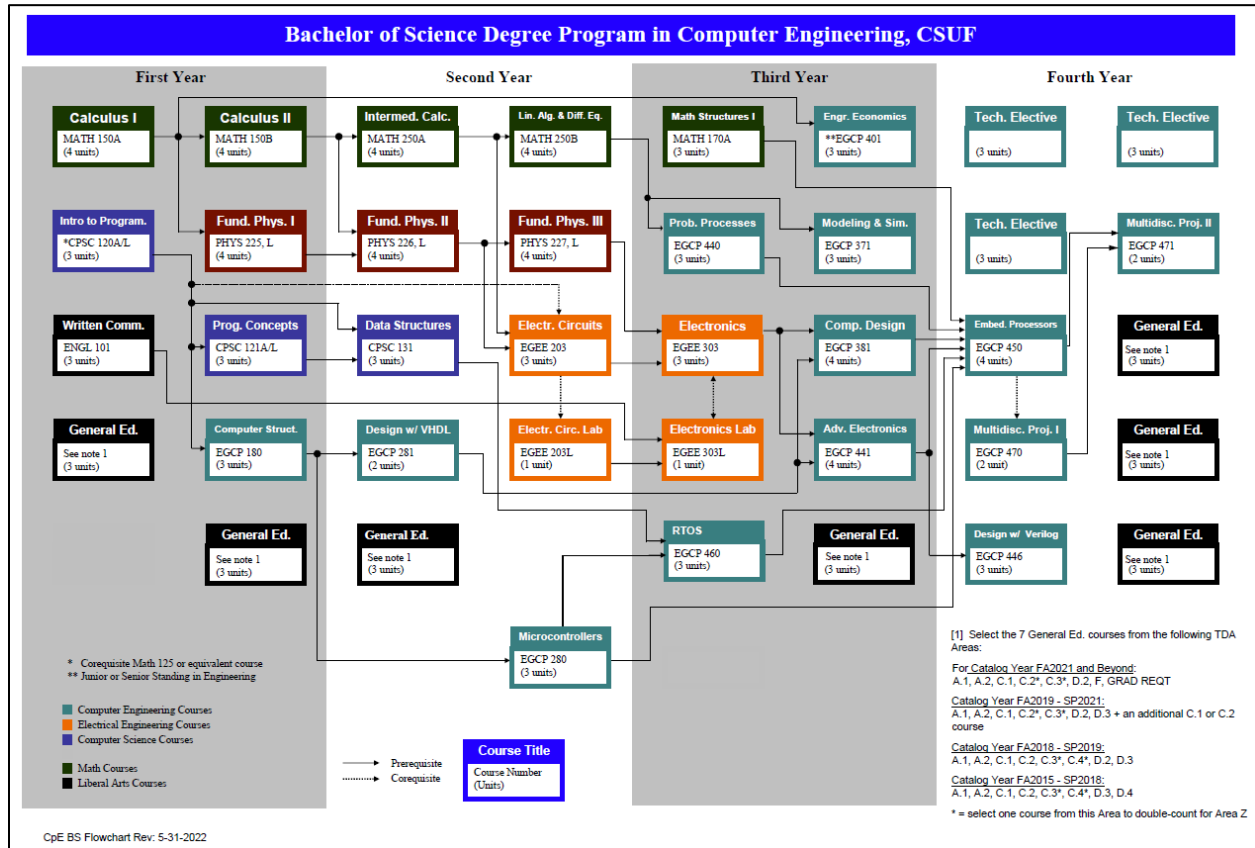 Bachelor of Science Degree Program in Computer Engineering, CSUF
First Year
Second Year
Third Year
Fourth Year
Calculus I
MATH 150A
(4 units)
Calculus II
MATH 150B
(4 units)
Intermed. Calc.
MATH 250A
(4 units)
Lin. Alg. & Diff. Eq.
MATH 250B
(4 units)
Math Structures I
MATH 170A
(3 units)
Engr. Economics
**EGCP 401
(3 units)
Tech. Elective
(3 units)
Tech. Elective
(3 units)
Intro to Program.
*CPSC 120A/L
(3 units)
Fund. Phys. I
PHYS 225, L
(4 units)
Fund. Phys. II
PHYS 226, L
(4 units)
Fund. Phys. III
PHYS 227, L
(4 units)
Prob. Processes
EGCP 440
(3 units)
Modeling & Sim.
EGCP 371
(3 units)
Tech. Elective
(3 units)
Multidisc. Proj. II
EGCP 471
(2 units)
Written Comm.
ENGL 101
(3 units)
Prog. Concepts
CPSC 121A/L
(3 units)
Data Structures
CPSC 131
(3 units)
Electr. Circuits
EGEE 203
(3 units)
Electronics
EGEE 303
(3 units)
Comp. Design
EGCP 381
(4 units)
Embed. Processors
EGCP 450
(4 units)
General Ed.
See note 1
(3 units)
General Ed.
See note 1
(3 units)
Computer Struct.
EGCP 180
(3 units)
Design w/ VHDL
EGCP 281
(2 units)
Electr. Circ. Lab
EGEE 203L
(1 unit)
Electronics Lab
EGEE 303L
(1 unit)
Adv. Electronics
EGCP 441
(4 units)
Multidisc. Proj. I
EGCP 470
(2 unit)
General Ed.
See note 1
(3 units)
General Ed.
See note 1
(3 units)
General Ed.
See note 1
(3 units)
RTOS
EGCP 460
(3 units)
General Ed.
See note 1
(3 units)
Design w/ Verilog
EGCP 446
(3 units)
General Ed.
See note 1
(3 units)
Microcontrollers
EGCP 280
(3 units)
* Corequisite Math 125 or equivalent course
** Junior or Senior Standing in Engineering
Computer Engineering Courses
Electrical Engineering Courses
Computer Science Courses
Math Courses
Liberal Arts Courses
Prerequisite
Corequisite
Course Title
Course Number
(Units)
[1] Select the 7 General Ed. courses from the following TDA
Areas:
For Catalog Year FA2021 and Beyond:
A.1, A.2, C.1, C.2*, C.3*, D.2, F, GRAD REQT
Catalog Year FA2019 - SP2021:
A.1, A.2, C.1, C.2*, C.3*, D.2, D.3 + an additional C.1 or C.2
course
Catalog Year FA2018 - SP2019:
A.1, A.2, C.1, C.2, C.3*, C.4*, D.2, D.3
Catalog Year FA2015 - SP2018:
A.1, A.2, C.1, C.2, C.3*, C.4*, D.3, D.4
* = select one course from this Area to double-count for Area Z
CpE BS Flowchart Rev: 5-31-2022